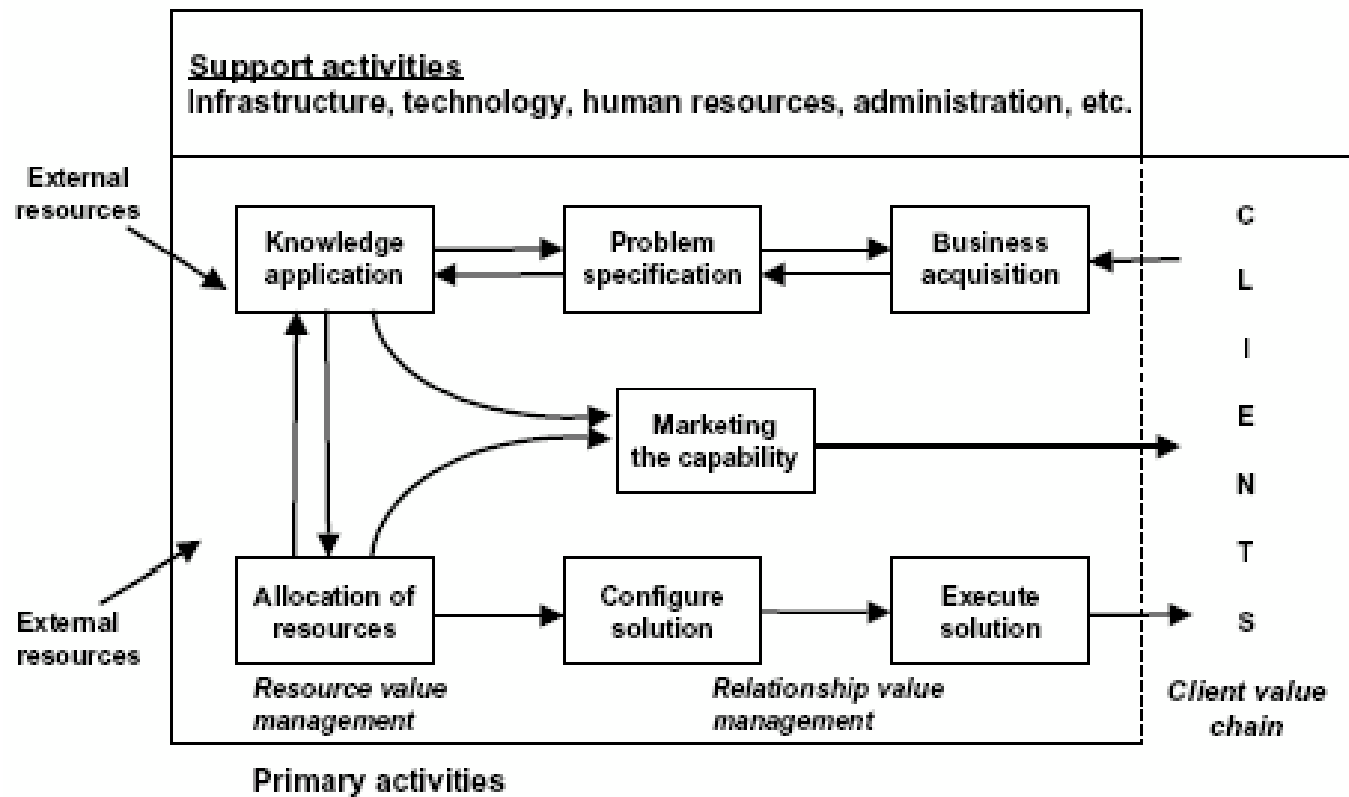 Support activities
Infrastructure, technology, human resources, administration, etc.
External
resources
Knowledge
application
Problem
specification
Business
acquisition
C
L
I
E
N
T
S
Marketing
the capability
External
resources
Allocation of
resources
Configure
solution
Execute
solution
Resource value
management
Relationship value
management
Client value
chain
Primary activities